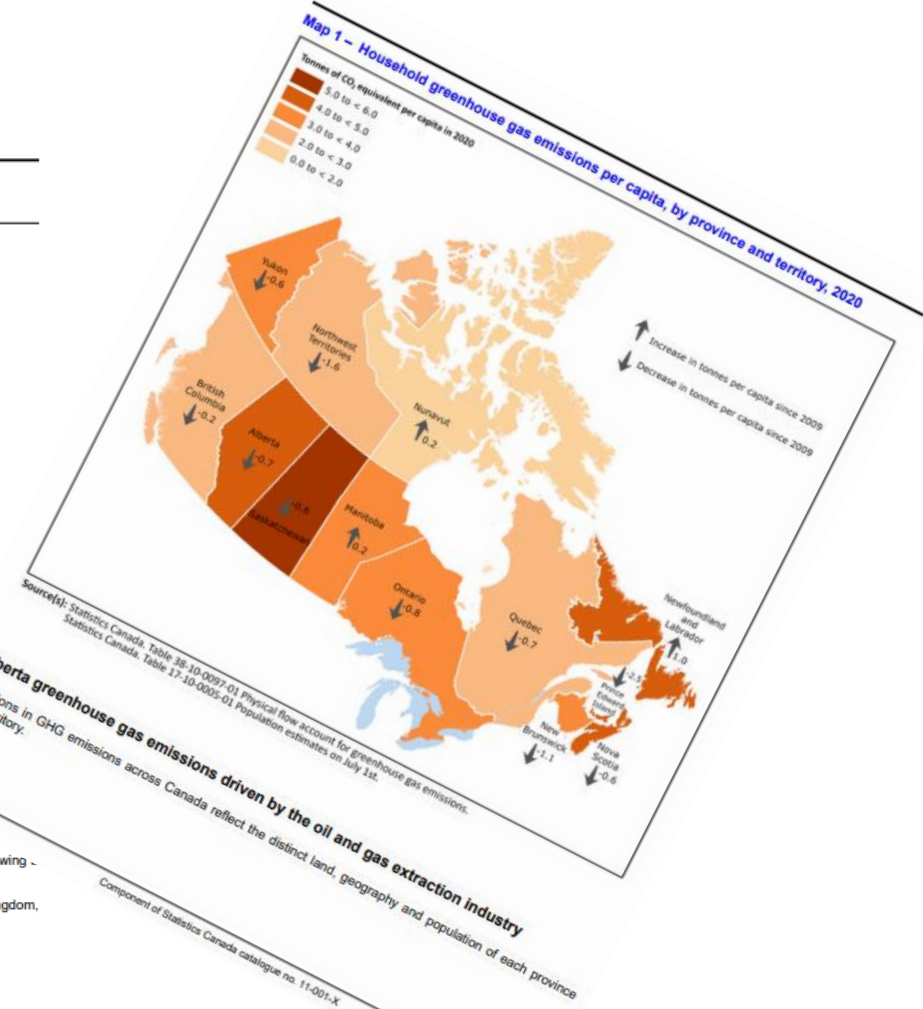 Map 1 – Household greenhouse gas emissions per capita, by province and territory, 2020
Tonnes of CO₂ equivalent per capita in 2020
5.0 to < 6.0
4.0 to < 5.0
3.0 to < 4.0
2.0 to < 3.0
0.0 to < 2.0
Increase in tonnes per capita since 2009
Decrease in tonnes per capita since 2009
Yukon
-0.6
Northwest
Territories
-1.6
Nunavut
0.2
British
Columbia
-0.2
Alberta
-0.7
-0.6
Saskatchewan
Manitoba
0.2
Ontario
-0.8
Quebec
-0.7
Newfoundland
and
Labrador
1.0
-2.5
Prince
Edward
Island
New
Brunswick
-1.1
Nova
Scotia
-0.6
Source(s): Statistics Canada. Table 38-10-0097-01 Physical flow account for greenhouse gas emissions.
Statistics Canada. Table 17-10-0005-01 Population estimates on July 1st.
berta greenhouse gas emissions driven by the oil and gas extraction industry
ons in GHG emissions across Canada reflect the distinct land, geography and population of each province
itory.
wing
gdom,
Component of Statistics Canada catalogue no. 11-001-X